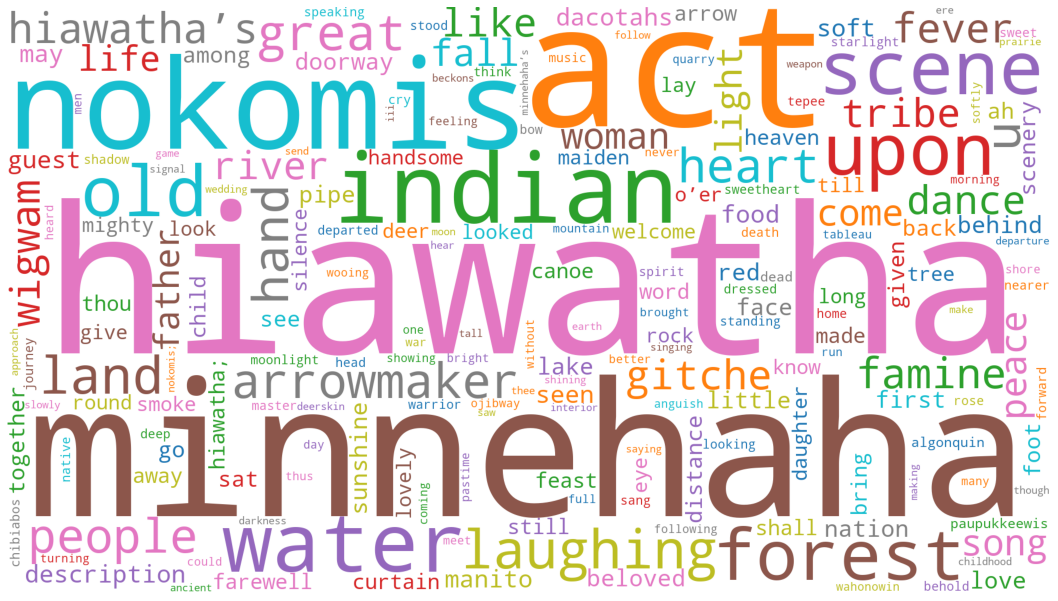 hiawatha's great like dacotahs arrow soft fever
speaking stood follow starlight sweet ere prairie
may life among doorway fall music quarry weapon
nokomis act scene
men beckons think cry iii feeling minnehaha's lay light tepee tribe ah softly
bow woman heaven upon u scenery
guest shadow game signal send river handsome maiden never heart morning
old wedding pipe indian o'er sweetheart till dance
wigwam heard mighty look hand silence departed deer moon looked mountain welcome food death come tableau back behind departure
hear
hiawatha
thou father child see wooing canoe spirit red dead tree given shore
give brought word dressed face long home nearer
one war tall earth rock standing made make
singing run peace
approach journey nokomis; moonlight head showing bright without better lake know
land arrowmaker shining gitche famine
slowly round smoke hiawatha; master deerskin warrior ojibway thee seen interior anguish little first rose forward
saw
minnehaha
together native deep go day sunshine lovely saying looking daughter algonquin foot
away sat thus coming pastime feast eye distance bring making many though
full sang
chibiabos people darkness water still following shall nation paupukkeewis
turning could meet laughing forest song
description ancient farewell curtain manito beloved wahonowin behold childhood love